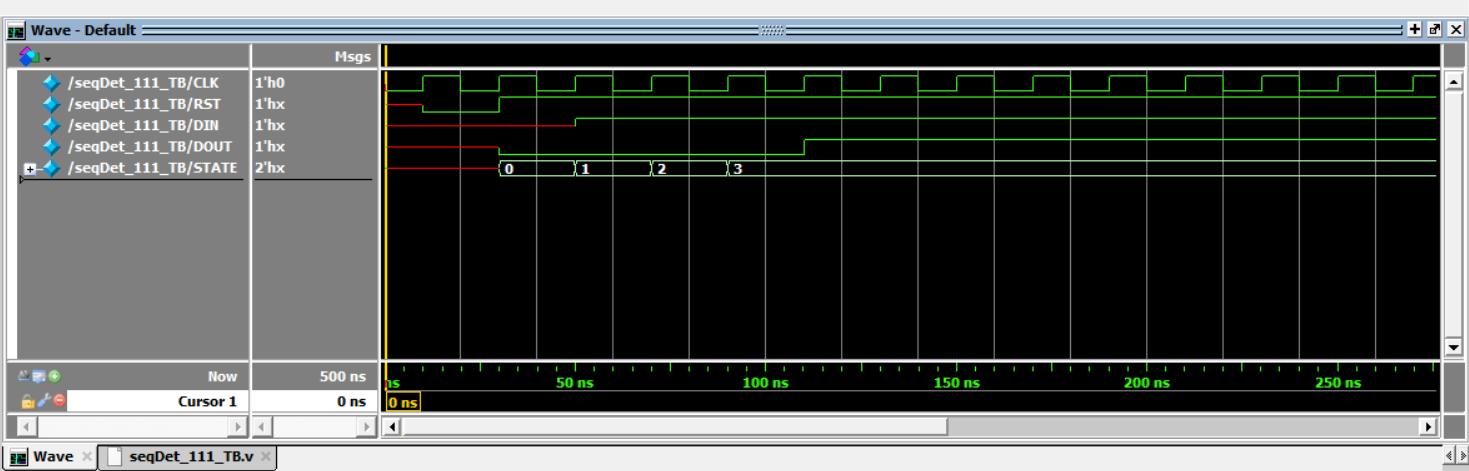 Wave - Default
Msgs
/seqDet_111_TB/CLK 1'h0
/seqDet_111_TB/RST 1'hx
/seqDet_111_TB/DIN 1'hx
/seqDet_111_TB/DOUT 1'hx
/seqDet_111_TB/STATE 2'hx 0 1 2 3
Now 500 ns ns 50 ns 100 ns 150 ns 200 ns 250 ns
Cursor 1 0 ns 0 ns
Wave seqDet_111_TB.v